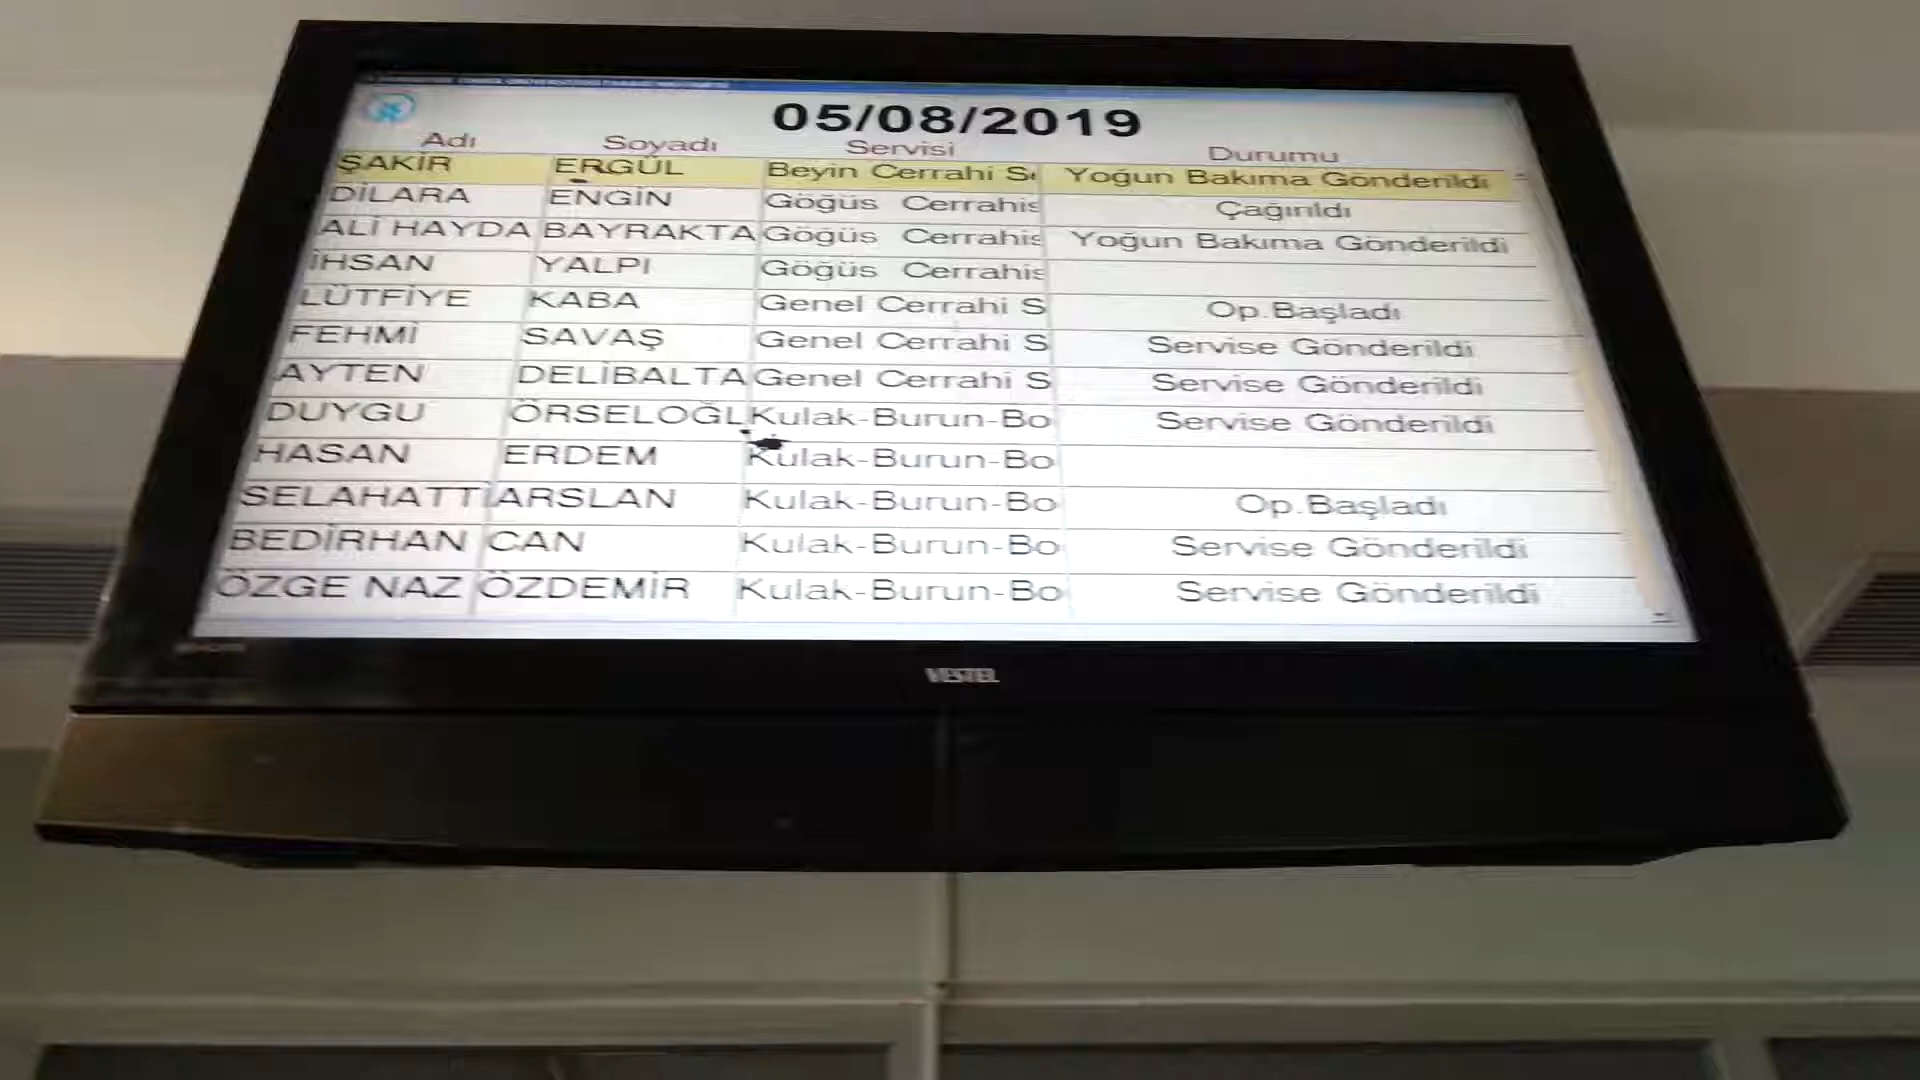 05/08/2019
Adı Soyadı Servisi Durumu
ŞAKİR ERGÜL Beyin Cerrahi S Yoğun Bakıma Gönderildi
DİLARA ENGİN Göğüs Cerrahis Çağırıldı
ALİ HAYDA BAYRAKTA Göğüs Cerrahis Yoğun Bakıma Gönderildi
İHSAN YALPI Göğüs Cerrahis
LÜTFİYE KABA Genel Cerrahi S Op.Başladı
FEHMİ SAVAŞ Genel Cerrahi S Servise Gönderildi
AYTEN DELİBALTA Genel Cerrahi S Servise Gönderildi
DUYGU ÖRSELOĞL Kulak-Burun-Bo Servise Gönderildi
HASAN ERDEM Kulak-Burun-Bo
SELAHATTİ ARSLAN Kulak-Burun-Bo Op.Başladı
BEDİRHAN CAN Kulak-Burun-Bo Servise Gönderildi
ÖZGE NAZ ÖZDEMİR Kulak-Burun-Bo Servise Gönderildi
VESTEL